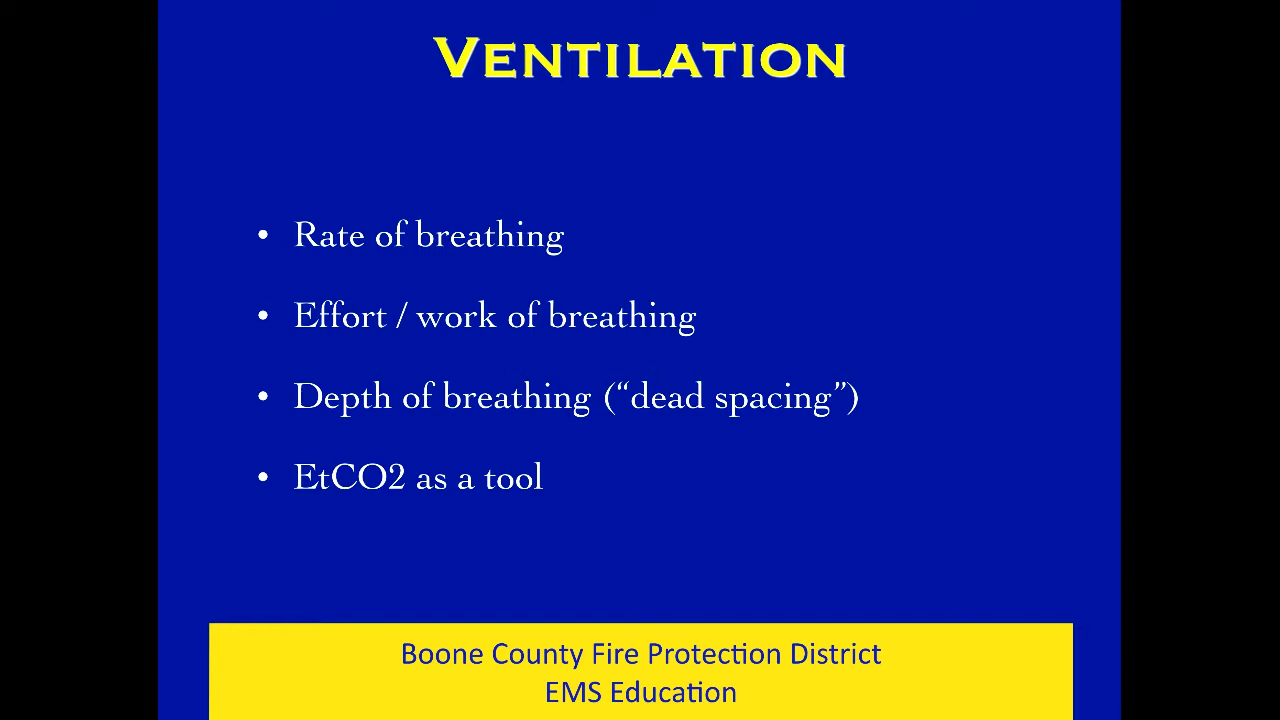 VENTILATION
• Rate of breathing
• Effort / work of breathing
• Depth of breathing (“dead spacing”)
• EtCO2 as a tool
Boone County Fire Protection District
EMS Education